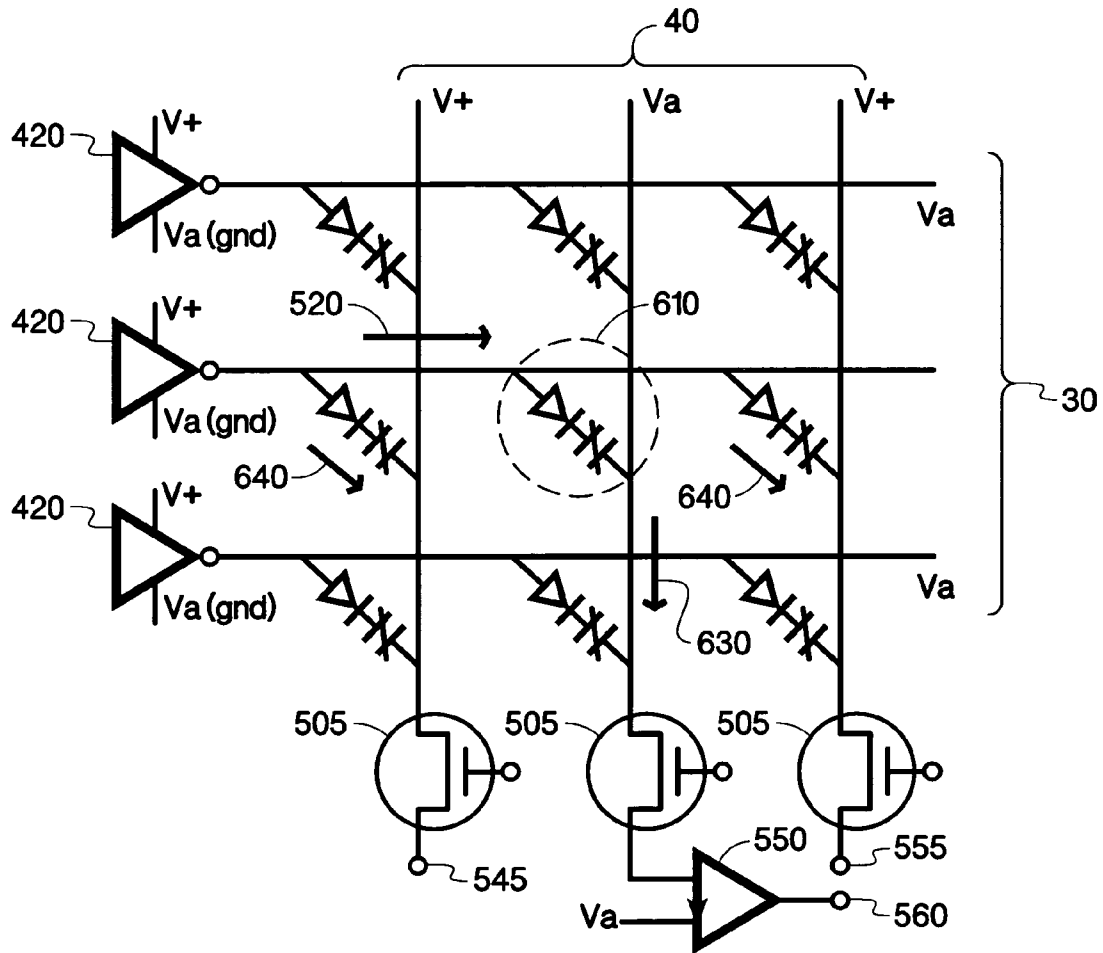 40
V+ Va V+
420 V+
Va (gnd) Va
520 610
420 V+
Va (gnd) 30
640 640
420 V+
Va (gnd) Va
630
505 505 505
550
545 555
Va 560